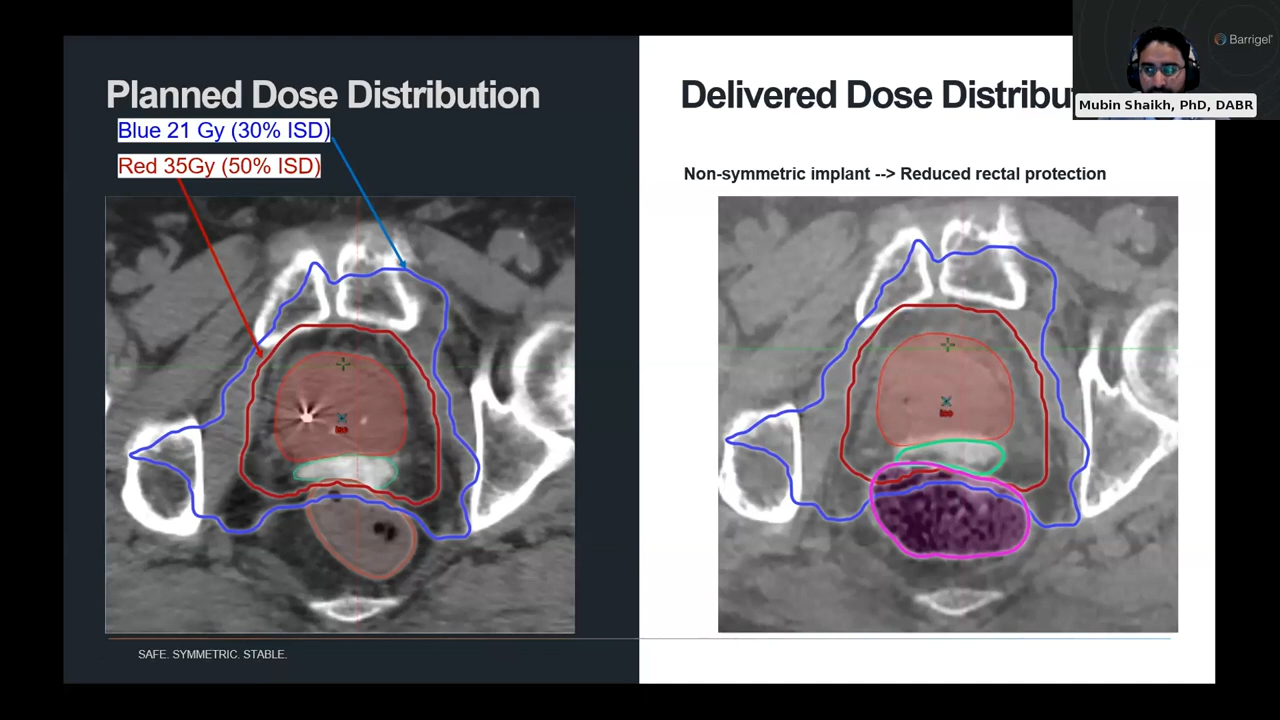 Planned Dose Distribution
Blue 21 Gy (30% ISD)
Red 35Gy (50% ISD)
SAFE. SYMMETRIC. STABLE.
Delivered Dose Distribu
Non-symmetric implant --> Reduced rectal protection
Barrigel
Mubin Shaikh, PhD, DABR